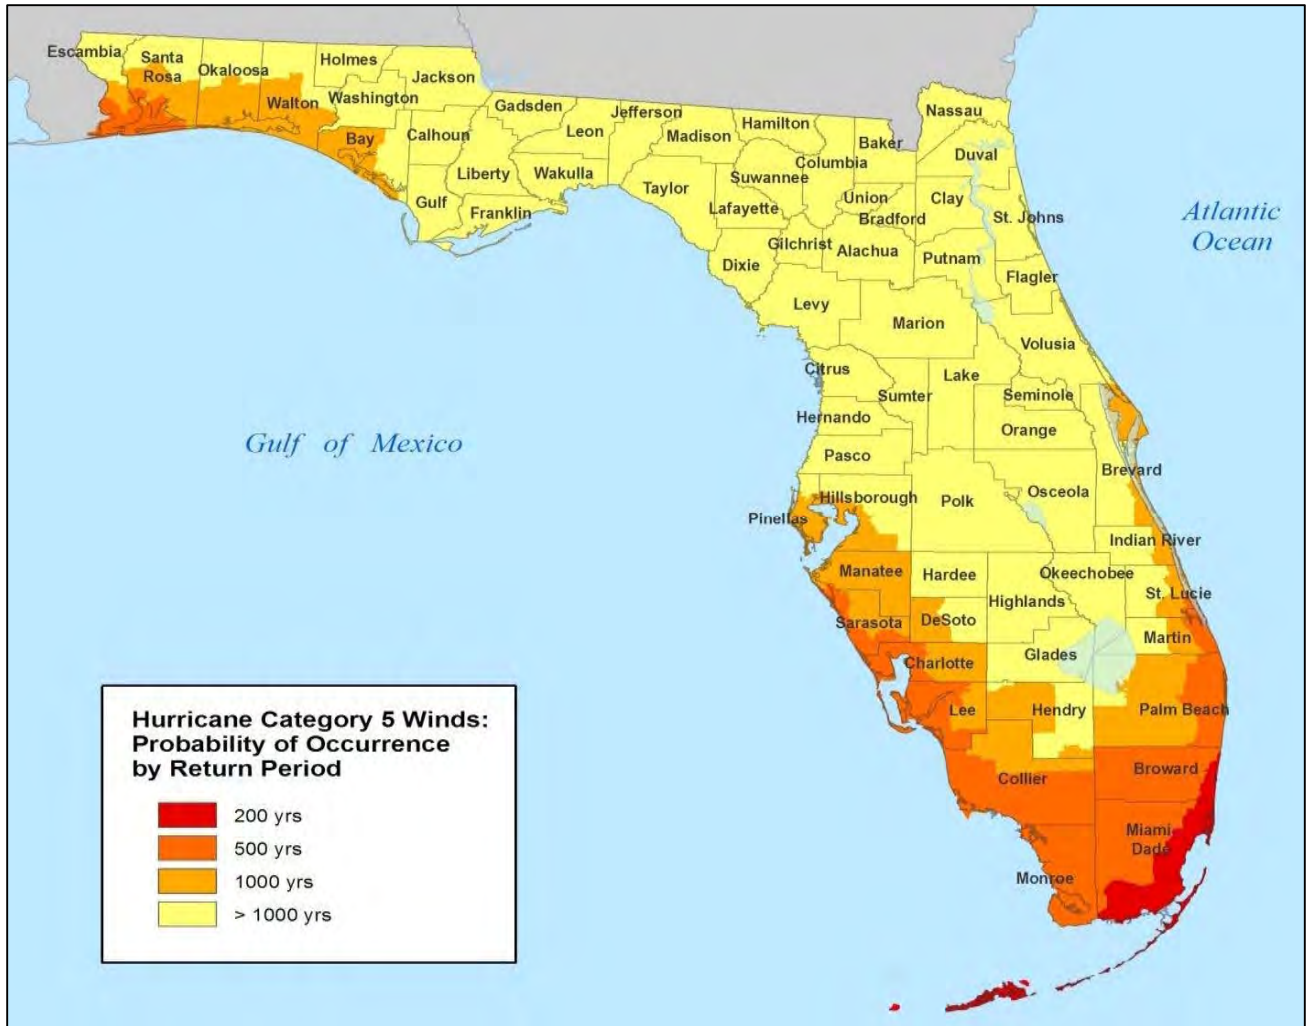 Escambia
Santa
Rosa
Okaloosa
Holmes
Jackson
Walton
Washington
Bay
Calhoun
Gadsden
Leon
Jefferson
Madison
Hamilton
Liberty
Wakulla
Gulf
Franklin
Taylor
Suwannee
Lafayette
Columbia
Baker
Nassau
Duval
Union
Bradford
Clay
St. Johns
Gilchrist
Alachua
Putnam
Dixie
Flagler
Levy
Marion
Volusia
Citrus
Lake
Sumter
Seminole
Hernando
Orange
Pasco
Brevard
Hillsborough
Polk
Osceola
Pinellas
Indian River
Manatee
Hardee
Okeechobee
Highlands
St. Lucie
Sarasota
DeSoto
Martin
Charlotte
Glades
Lee
Hendry
Palm Beach
Collier
Broward
Miami
Dade
Monroe
Atlantic
Ocean
Gulf of Mexico
Hurricane Category 5 Winds:
Probability of Occurrence
by Return Period
200 yrs
500 yrs
1000 yrs
> 1000 yrs